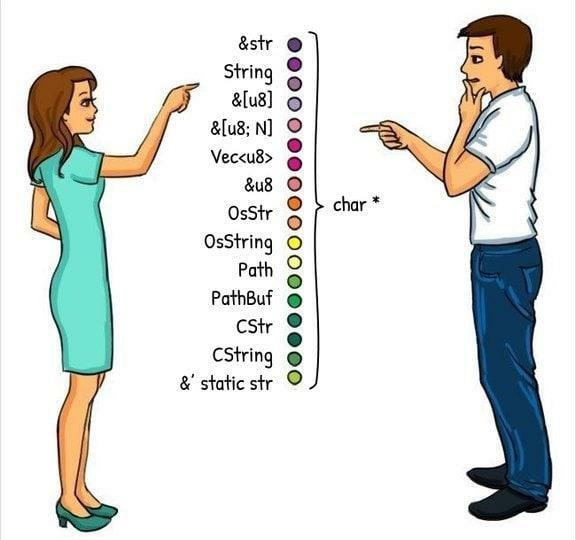 &str
String
&[u8]
&[u8; N]
Vec<u8>
&u8
OsStr
OsString
Path
PathBuf
CStr
CString
&' static str
char *